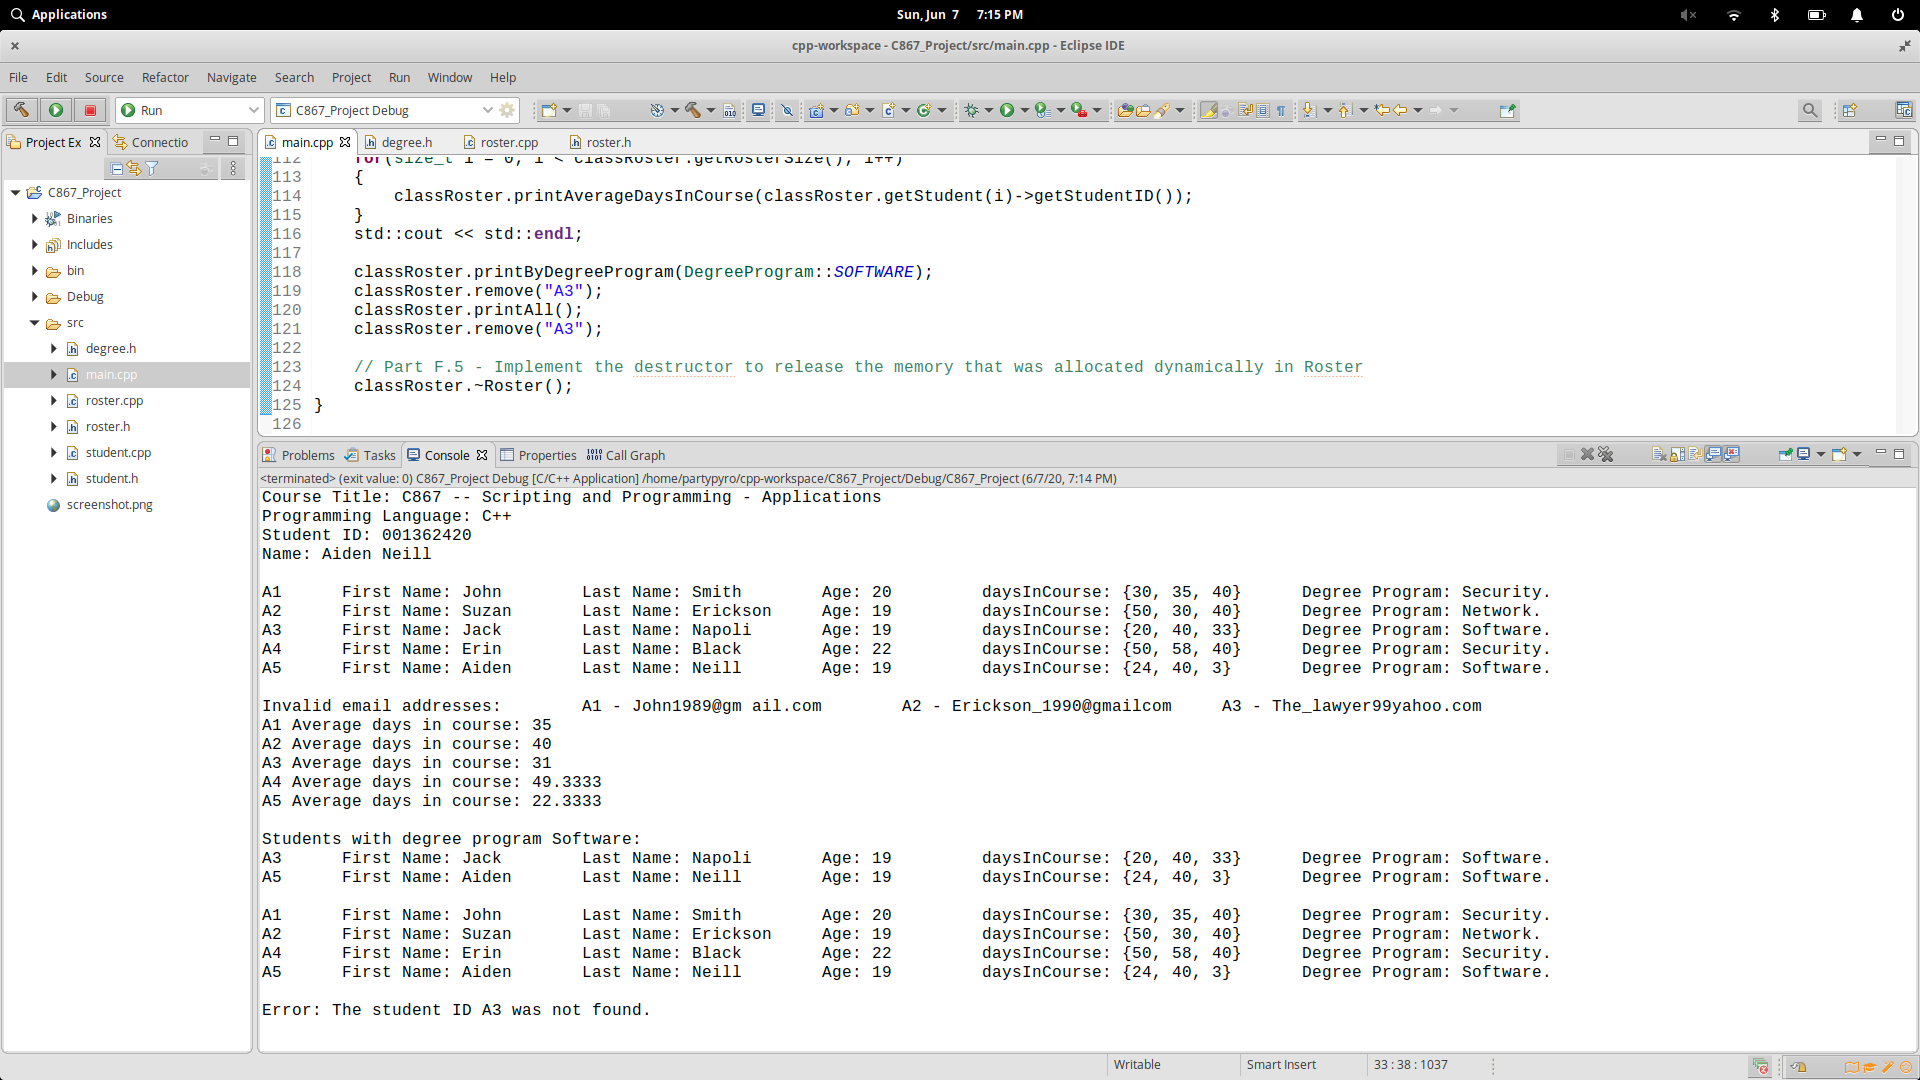 Applications
Sun, Jun 7 7:15 PM
cpp-workspace - C867_Project/src/main.cpp - Eclipse IDE
File Edit Source Refactor Navigate Search Project Run Window Help
Run
C867_Project Debug
Project Ex
Connectio
main.cpp
degree.h
roster.cpp
roster.h
C867_Project
Binaries
Includes
bin
Debug
src
degree.h
main.cpp
roster.cpp
roster.h
student.cpp
student.h
screenshot.png
112 for(size_t i = 0; i < classRoster.getRosterSize(); i++)
113 {
114 classRoster.printAverageDaysInCourse(classRoster.getStudent(i)->getStudentID());
115 }
116 std::cout << std::endl;
117
118 classRoster.printByDegreeProgram(DegreeProgram::SOFTWARE);
119 classRoster.remove("A3");
120 classRoster.printAll();
121 classRoster.remove("A3");
122
123 // Part F.5 - Implement the destructor to release the memory that was allocated dynamically in Roster
124 classRoster.~Roster();
125 }
126
Problems Tasks Console Properties Call Graph
<terminated> (exit value: 0) C867_Project Debug [C/C++ Application] /home/partypyro/cpp-workspace/C867_Project/Debug/C867_Project (6/7/20, 7:14 PM)
Course Title: C867 -- Scripting and Programming - Applications
Programming Language: C++
Student ID: 001362420
Name: Aiden Neill
A1 First Name: John Last Name: Smith Age: 20 daysInCourse: {30, 35, 40} Degree Program: Security.
A2 First Name: Suzan Last Name: Erickson Age: 19 daysInCourse: {50, 30, 40} Degree Program: Network.
A3 First Name: Jack Last Name: Napoli Age: 19 daysInCourse: {20, 40, 33} Degree Program: Software.
A4 First Name: Erin Last Name: Black Age: 22 daysInCourse: {50, 58, 40} Degree Program: Security.
A5 First Name: Aiden Last Name: Neill Age: 19 daysInCourse: {24, 40, 3} Degree Program: Software.
Invalid email addresses: A1 - John1989@gm ail.com A2 - Erickson_1990@gmailcom A3 - The_lawyer99yahoo.com
A1 Average days in course: 35
A2 Average days in course: 40
A3 Average days in course: 31
A4 Average days in course: 49.3333
A5 Average days in course: 22.3333
Students with degree program Software:
A3 First Name: Jack Last Name: Napoli Age: 19 daysInCourse: {20, 40, 33} Degree Program: Software.
A5 First Name: Aiden Last Name: Neill Age: 19 daysInCourse: {24, 40, 3} Degree Program: Software.
A1 First Name: John Last Name: Smith Age: 20 daysInCourse: {30, 35, 40} Degree Program: Security.
A2 First Name: Suzan Last Name: Erickson Age: 19 daysInCourse: {50, 30, 40} Degree Program: Network.
A4 First Name: Erin Last Name: Black Age: 22 daysInCourse: {50, 58, 40} Degree Program: Security.
A5 First Name: Aiden Last Name: Neill Age: 19 daysInCourse: {24, 40, 3} Degree Program: Software.
Error: The student ID A3 was not found.
Writable Smart Insert 33 : 38 : 1037